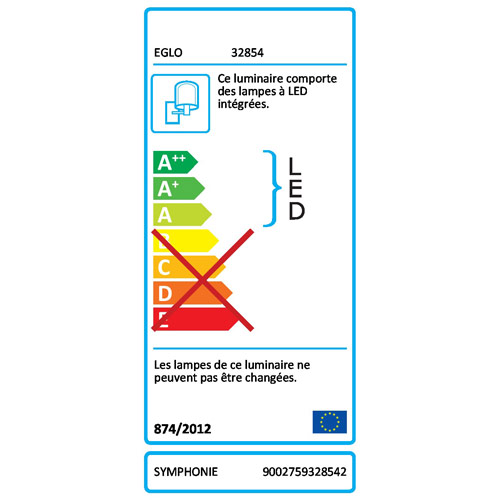 EGLO 32854
Ce luminaire comporte
des lampes à LED
intégrées.
A++
A+
A
B
C
D
E
L
E
D
Les lampes de ce luminaire ne
peuvent pas être changées.
874/2012
SYMPHONIE 9002759328542